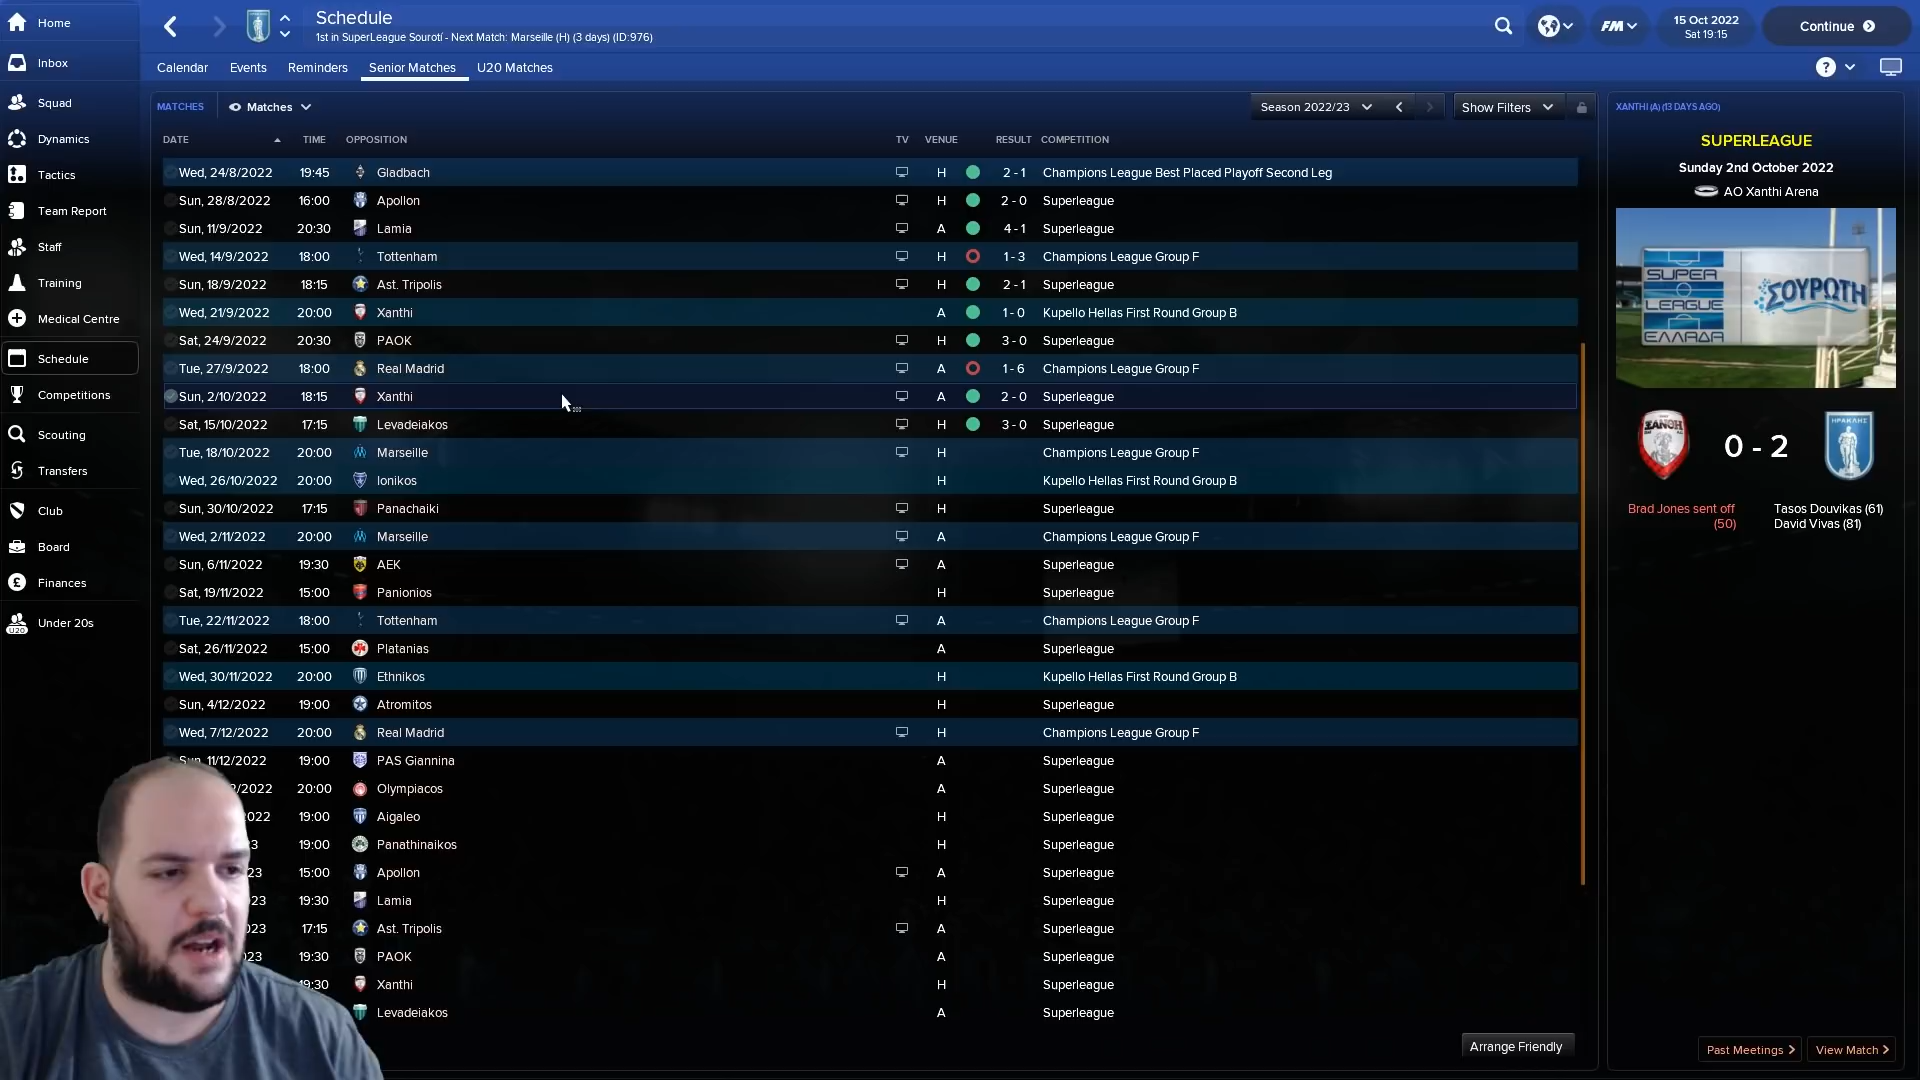 Home
Inbox
Squad
Dynamics
Tactics
Team Report
Staff
Training
Medical Centre
Schedule
Competitions
Scouting
Transfers
Club
Board
Finances
U20
Under 20s
Schedule
1st in SuperLeague Sourotí - Next Match: Marseille (H) (3 days) (ID:976)
FM
15 Oct 2022
Sat 19:15
Continue
Calendar Events Reminders Senior Matches U20 Matches
?
MATCHES Matches Season 2022/23 Show Filters
DATE TIME OPPOSITION TV VENUE RESULT COMPETITION
Wed, 24/8/2022 19:45 Gladbach H 2 - 1 Champions League Best Placed Playoff Second Leg
Sun, 28/8/2022 16:00 Apollon H 2 - 0 Superleague
Sun, 11/9/2022 20:30 Lamia A 4 - 1 Superleague
Wed, 14/9/2022 18:00 Tottenham H 1 - 3 Champions League Group F
Sun, 18/9/2022 18:15 Ast. Tripolis H 2 - 1 Superleague
Wed, 21/9/2022 20:00 Xanthi A 1 - 0 Kupello Hellas First Round Group B
Sat, 24/9/2022 20:30 PAOK H 3 - 0 Superleague
Tue, 27/9/2022 18:00 Real Madrid A 1 - 6 Champions League Group F
Sun, 2/10/2022 18:15 Xanthi A 2 - 0 Superleague
Sat, 15/10/2022 17:15 Levadeiakos H 3 - 0 Superleague
Tue, 18/10/2022 20:00 Marseille H Champions League Group F
Wed, 26/10/2022 20:00 Ionikos H Kupello Hellas First Round Group B
Sun, 30/10/2022 17:15 Panachaiki H Superleague
Wed, 2/11/2022 20:00 Marseille A Champions League Group F
Sun, 6/11/2022 19:30 AEK A Superleague
Sat, 19/11/2022 15:00 Panionios H Superleague
Tue, 22/11/2022 18:00 Tottenham A Champions League Group F
Sat, 26/11/2022 15:00 Platanias A Superleague
Wed, 30/11/2022 20:00 Ethnikos H Kupello Hellas First Round Group B
Sun, 4/12/2022 19:00 Atromitos H Superleague
Wed, 7/12/2022 20:00 Real Madrid H Champions League Group F
Sun, 11/12/2022 19:00 PAS Giannina A Superleague
/2022 20:00 Olympiacos A Superleague
022 19:00 Aigaleo H Superleague
3 19:00 Panathinaikos H Superleague
23 15:00 Apollon A Superleague
23 19:30 Lamia H Superleague
023 17:15 Ast. Tripolis A Superleague
23 19:30 PAOK A Superleague
19:30 Xanthi H Superleague
Levadeiakos A Superleague
Arrange Friendly
XANTHI (A) (13 DAYS AGO)
SUPERLEAGUE
Sunday 2nd October 2022
AO Xanthi Arena
SUPER
LEAGUE
ΕΛΛΑΔΑ
ΣΟΥΡΩΤΗ
ΞΑΝΘΗ
0 - 2
ΗΡΑΚΛΗΣ
Brad Jones sent off
(50)
Tasos Douvikas (61)
David Vivas (81)
Past Meetings View Match